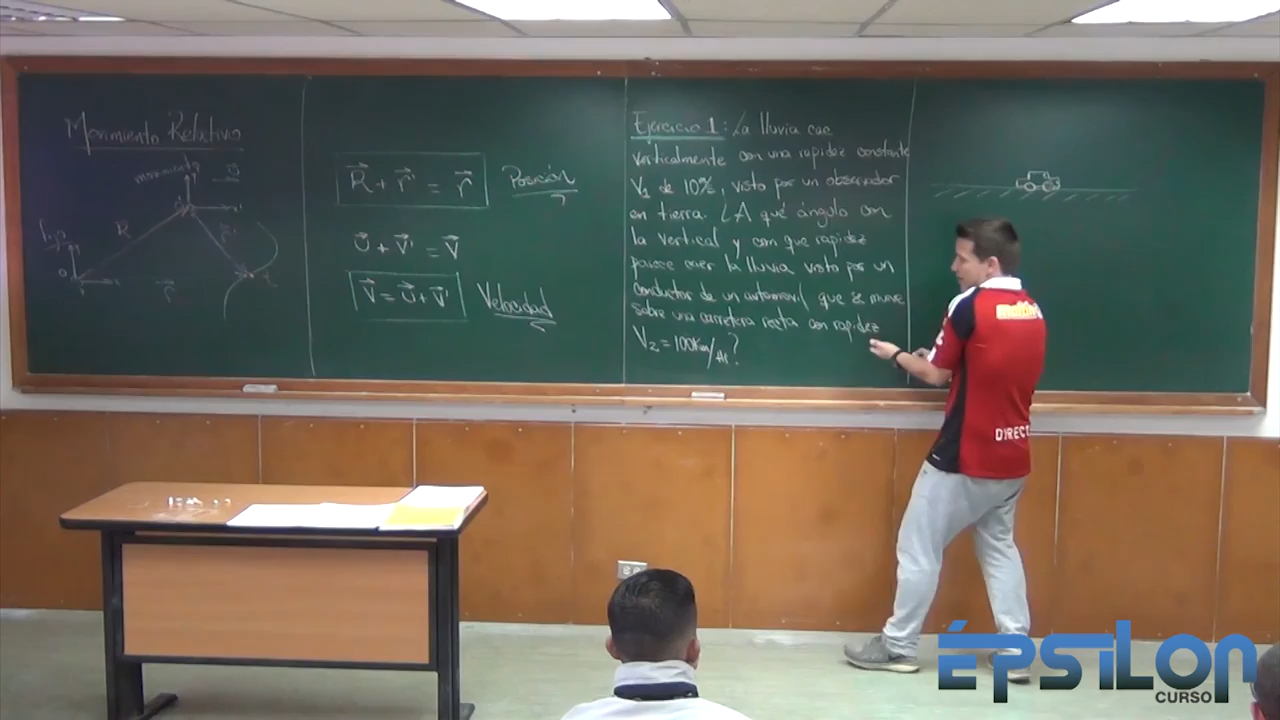 Movimiento Relativo
R
R + r' = r Posición
U + V' = V
V = U + V' Velocidad
Ejercicio 1: La lluvia cae
verticalmente con una rapidez constante
V1 de 10m/s, visto por un observador
en tierra. ¿A qué ángulo con
la vertical y con que rapidez
parece caer la lluvia visto por un
conductor de un automovil que se mueve
sobre una carretera recta con rapidez
V2 = 100Km/h?
DIRECT
ÉPSILON
CURSO